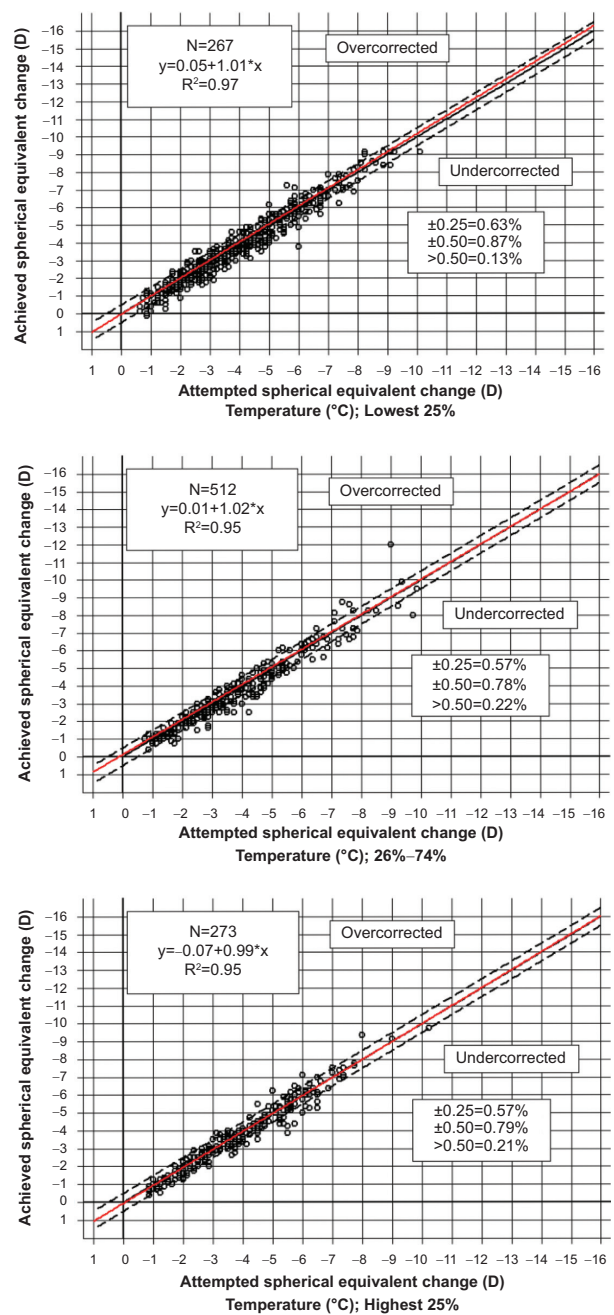 Achieved spherical equivalent change (D)
–16
–15
–14
–13
–12
–11
–10
–9
–8
–7
–6
–5
–4
–3
–2
–1
0
1
N=267
y=0.05+1.01*x
R²=0.97
Overcorrected
Undercorrected
±0.25=0.63%
±0.50=0.87%
>0.50=0.13%
1 0 –1 –2 –3 –4 –5 –6 –7 –8 –9 –10 –11 –12 –13 –14 –15 –16
Attempted spherical equivalent change (D)
Temperature (°C); Lowest 25%
Achieved spherical equivalent change (D)
–16
–15
–14
–13
–12
–11
–10
–9
–8
–7
–6
–5
–4
–3
–2
–1
0
1
N=512
y=0.01+1.02*x
R²=0.95
Overcorrected
Undercorrected
±0.25=0.57%
±0.50=0.78%
>0.50=0.22%
1 0 –1 –2 –3 –4 –5 –6 –7 –8 –9 –10 –11 –12 –13 –14 –15 –16
Attempted spherical equivalent change (D)
Temperature (°C); 26%–74%
Achieved spherical equivalent change (D)
–16
–15
–14
–13
–12
–11
–10
–9
–8
–7
–6
–5
–4
–3
–2
–1
0
1
N=273
y=–0.07+0.99*x
R²=0.95
Overcorrected
Undercorrected
±0.25=0.57%
±0.50=0.79%
>0.50=0.21%
1 0 –1 –2 –3 –4 –5 –6 –7 –8 –9 –10 –11 –12 –13 –14 –15 –16
Attempted spherical equivalent change (D)
Temperature (°C); Highest 25%